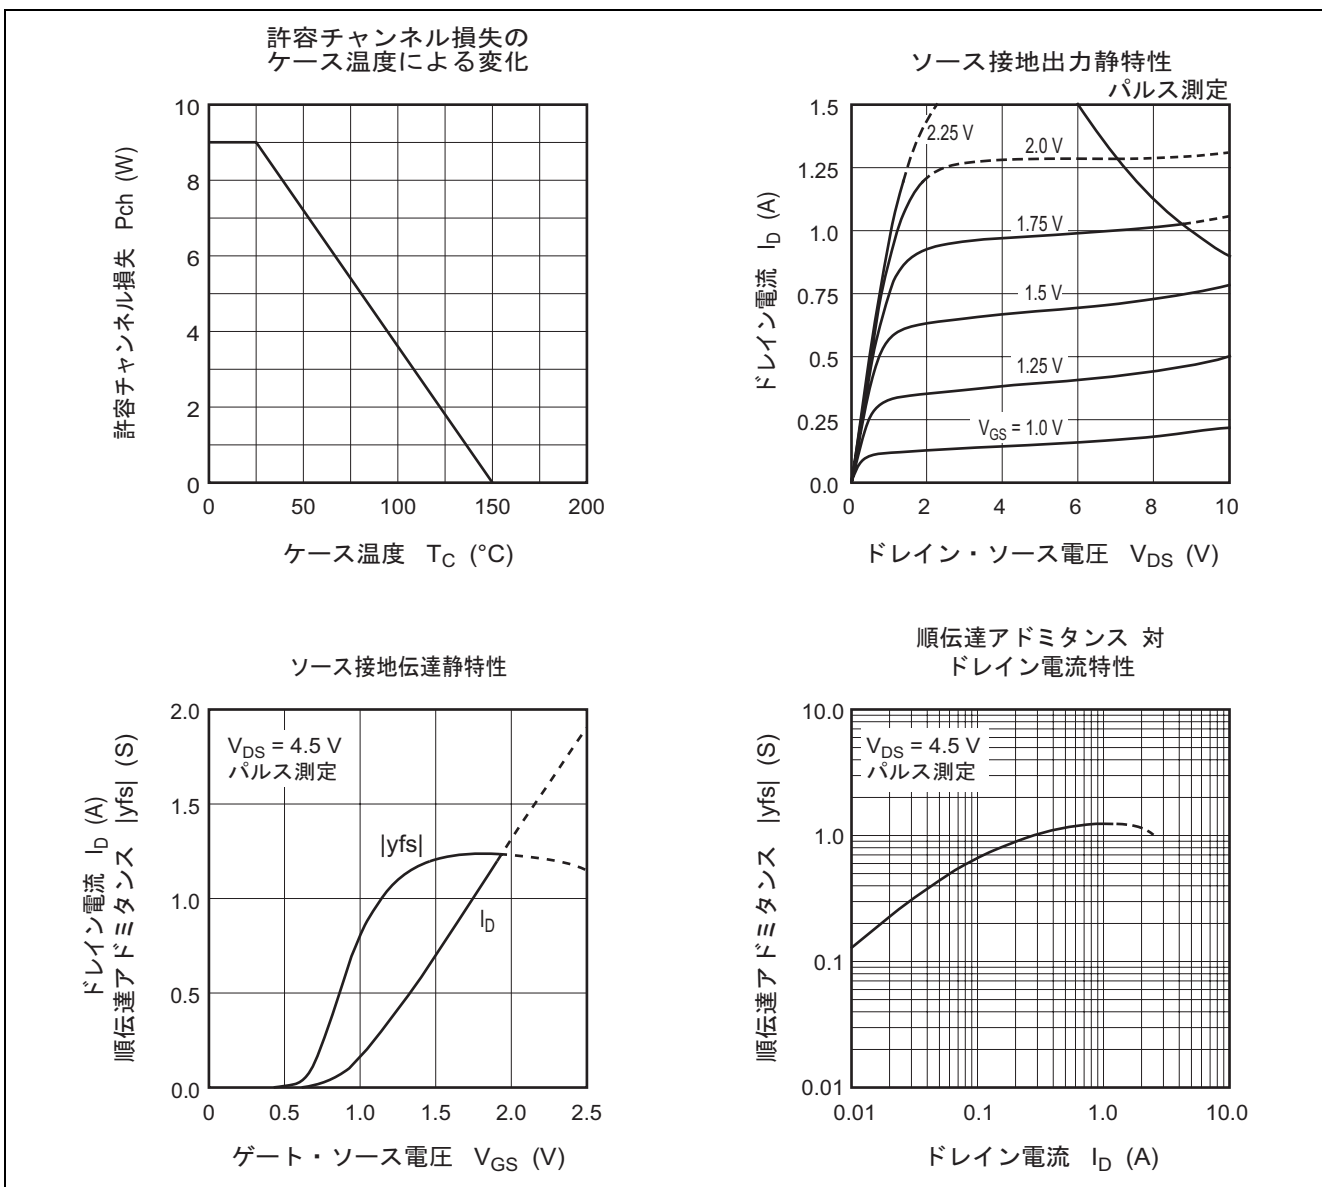 許容チャンネル損失の
ケース温度による変化
10
8
6
4
2
0
許容チャンネル損失 Pch (W)
0 50 100 150 200
ケース温度 TC (°C)
ソース接地出力静特性
パルス測定
1.5
1.25
1.0
0.75
0.5
0.25
0.0
ドレイン電流 ID (A)
2.25 V
2.0 V
1.75 V
1.5 V
1.25 V
VGS = 1.0 V
0 2 4 6 8 10
ドレイン・ソース電圧 VDS (V)
ソース接地伝達静特性
2.0
1.5
1.0
0.5
0.0
ドレイン電流 ID (A)
順伝達アドミタンス |yfs| (S)
VDS = 4.5 V
パルス測定
|yfs|
ID
0 0.5 1.0 1.5 2.0 2.5
ゲート・ソース電圧 VGS (V)
順伝達アドミタンス 対
ドレイン電流特性
10.0
1.0
0.1
0.01
順伝達アドミタンス |yfs| (S)
VDS = 4.5 V
パルス測定
0.01 0.1 1.0 10.0
ドレイン電流 ID (A)